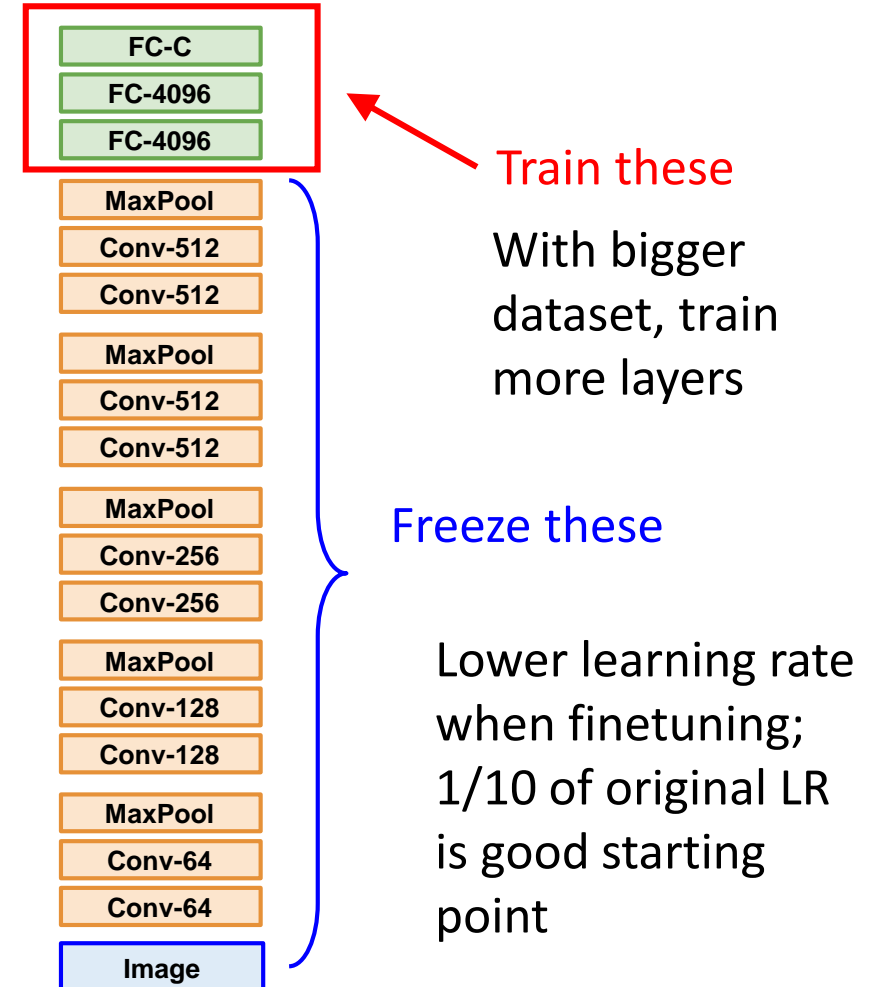 FC-C
FC-4096
FC-4096
MaxPool
Conv-512
Conv-512
MaxPool
Conv-512
Conv-512
MaxPool
Conv-256
Conv-256
MaxPool
Conv-128
Conv-128
MaxPool
Conv-64
Conv-64
Image
Train these
With bigger
dataset, train
more layers
Freeze these
Lower learning rate
when finetuning;
1/10 of original LR
is good starting
point